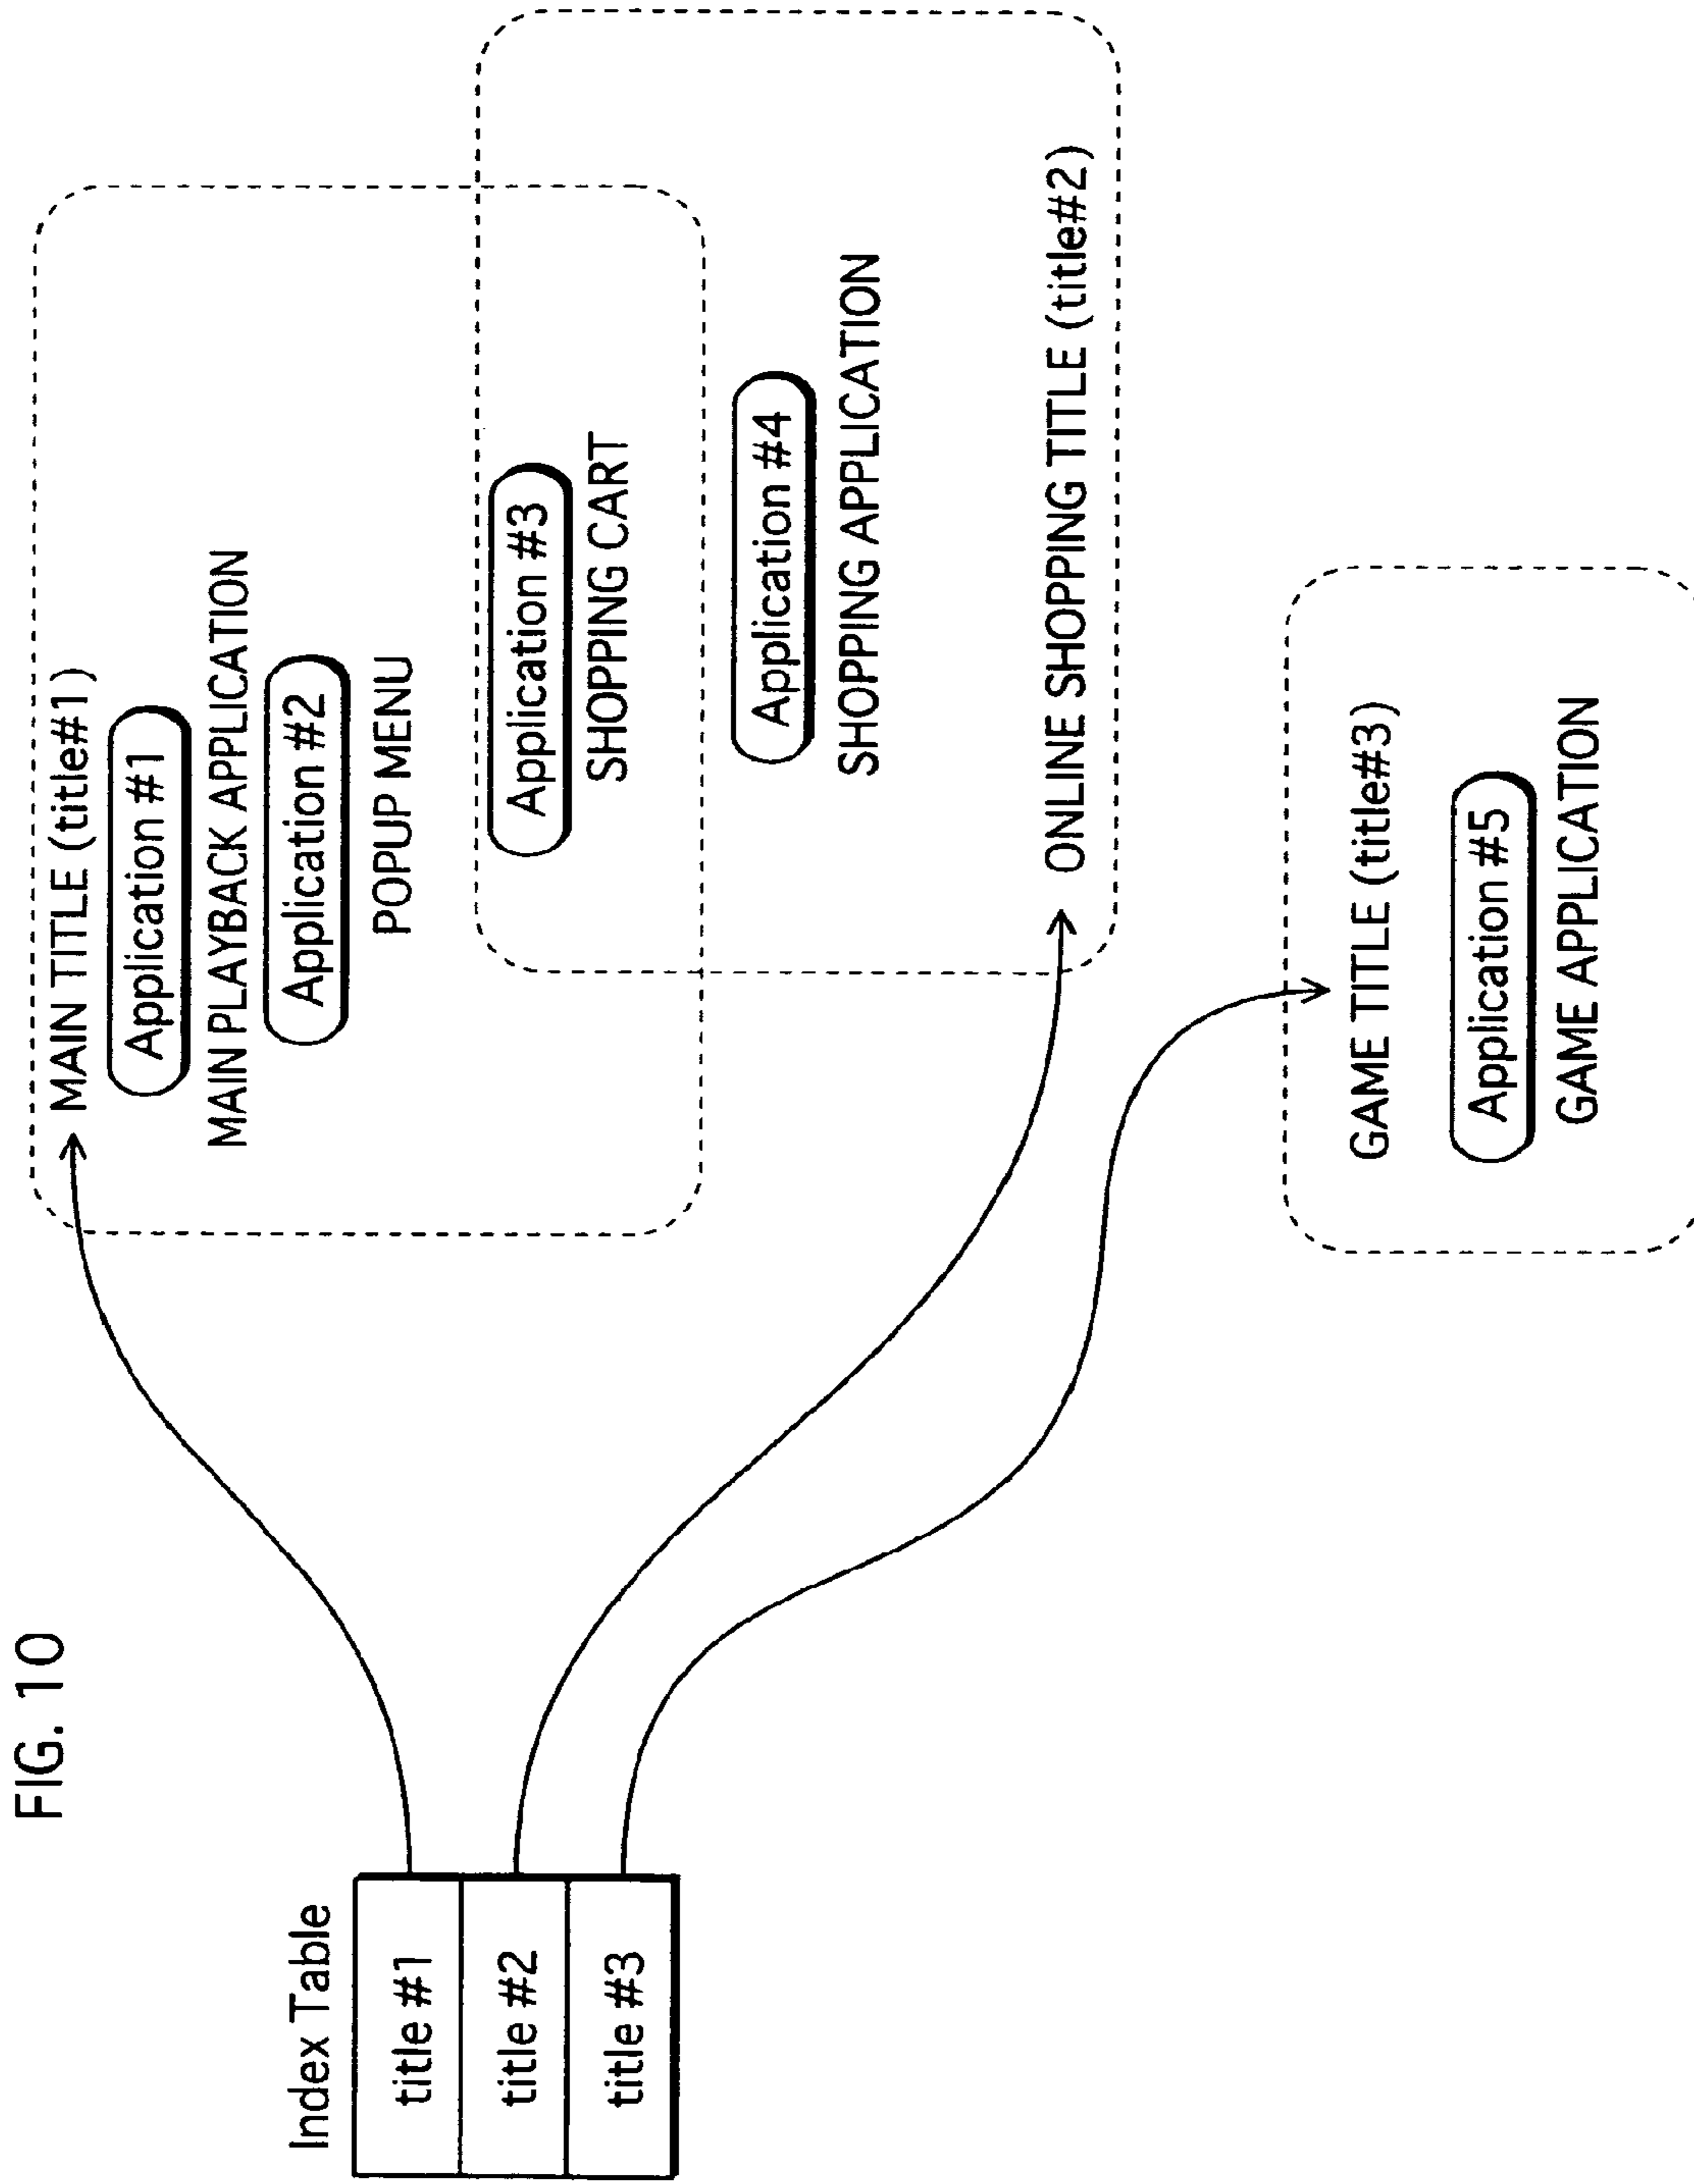 FIG. 10
Index Table
title #1
title #2
title #3
MAIN TITLE (title#1)
Application #1
MAIN PLAYBACK APPLICATION
Application #2
POPUP MENU
Application #3
SHOPPING CART
Application #4
SHOPPING APPLICATION
ONLINE SHOPPING TITLE (title#2)
GAME TITLE (title#3)
Application #5
GAME APPLICATION